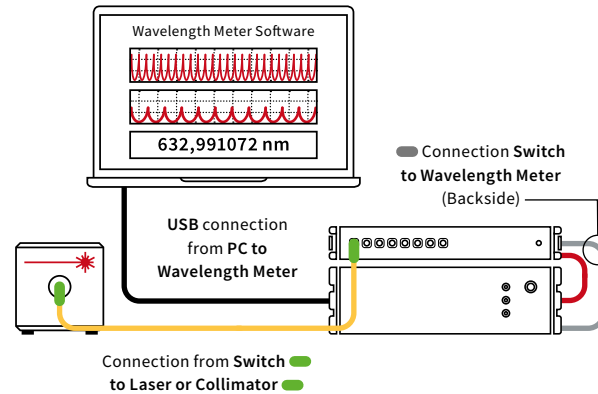 Wavelength Meter Software
632,991072 nm
Connection Switch
to Wavelength Meter
(Backside)
USB connection
from PC to
Wavelength Meter
Connection from Switch
to Laser or Collimator